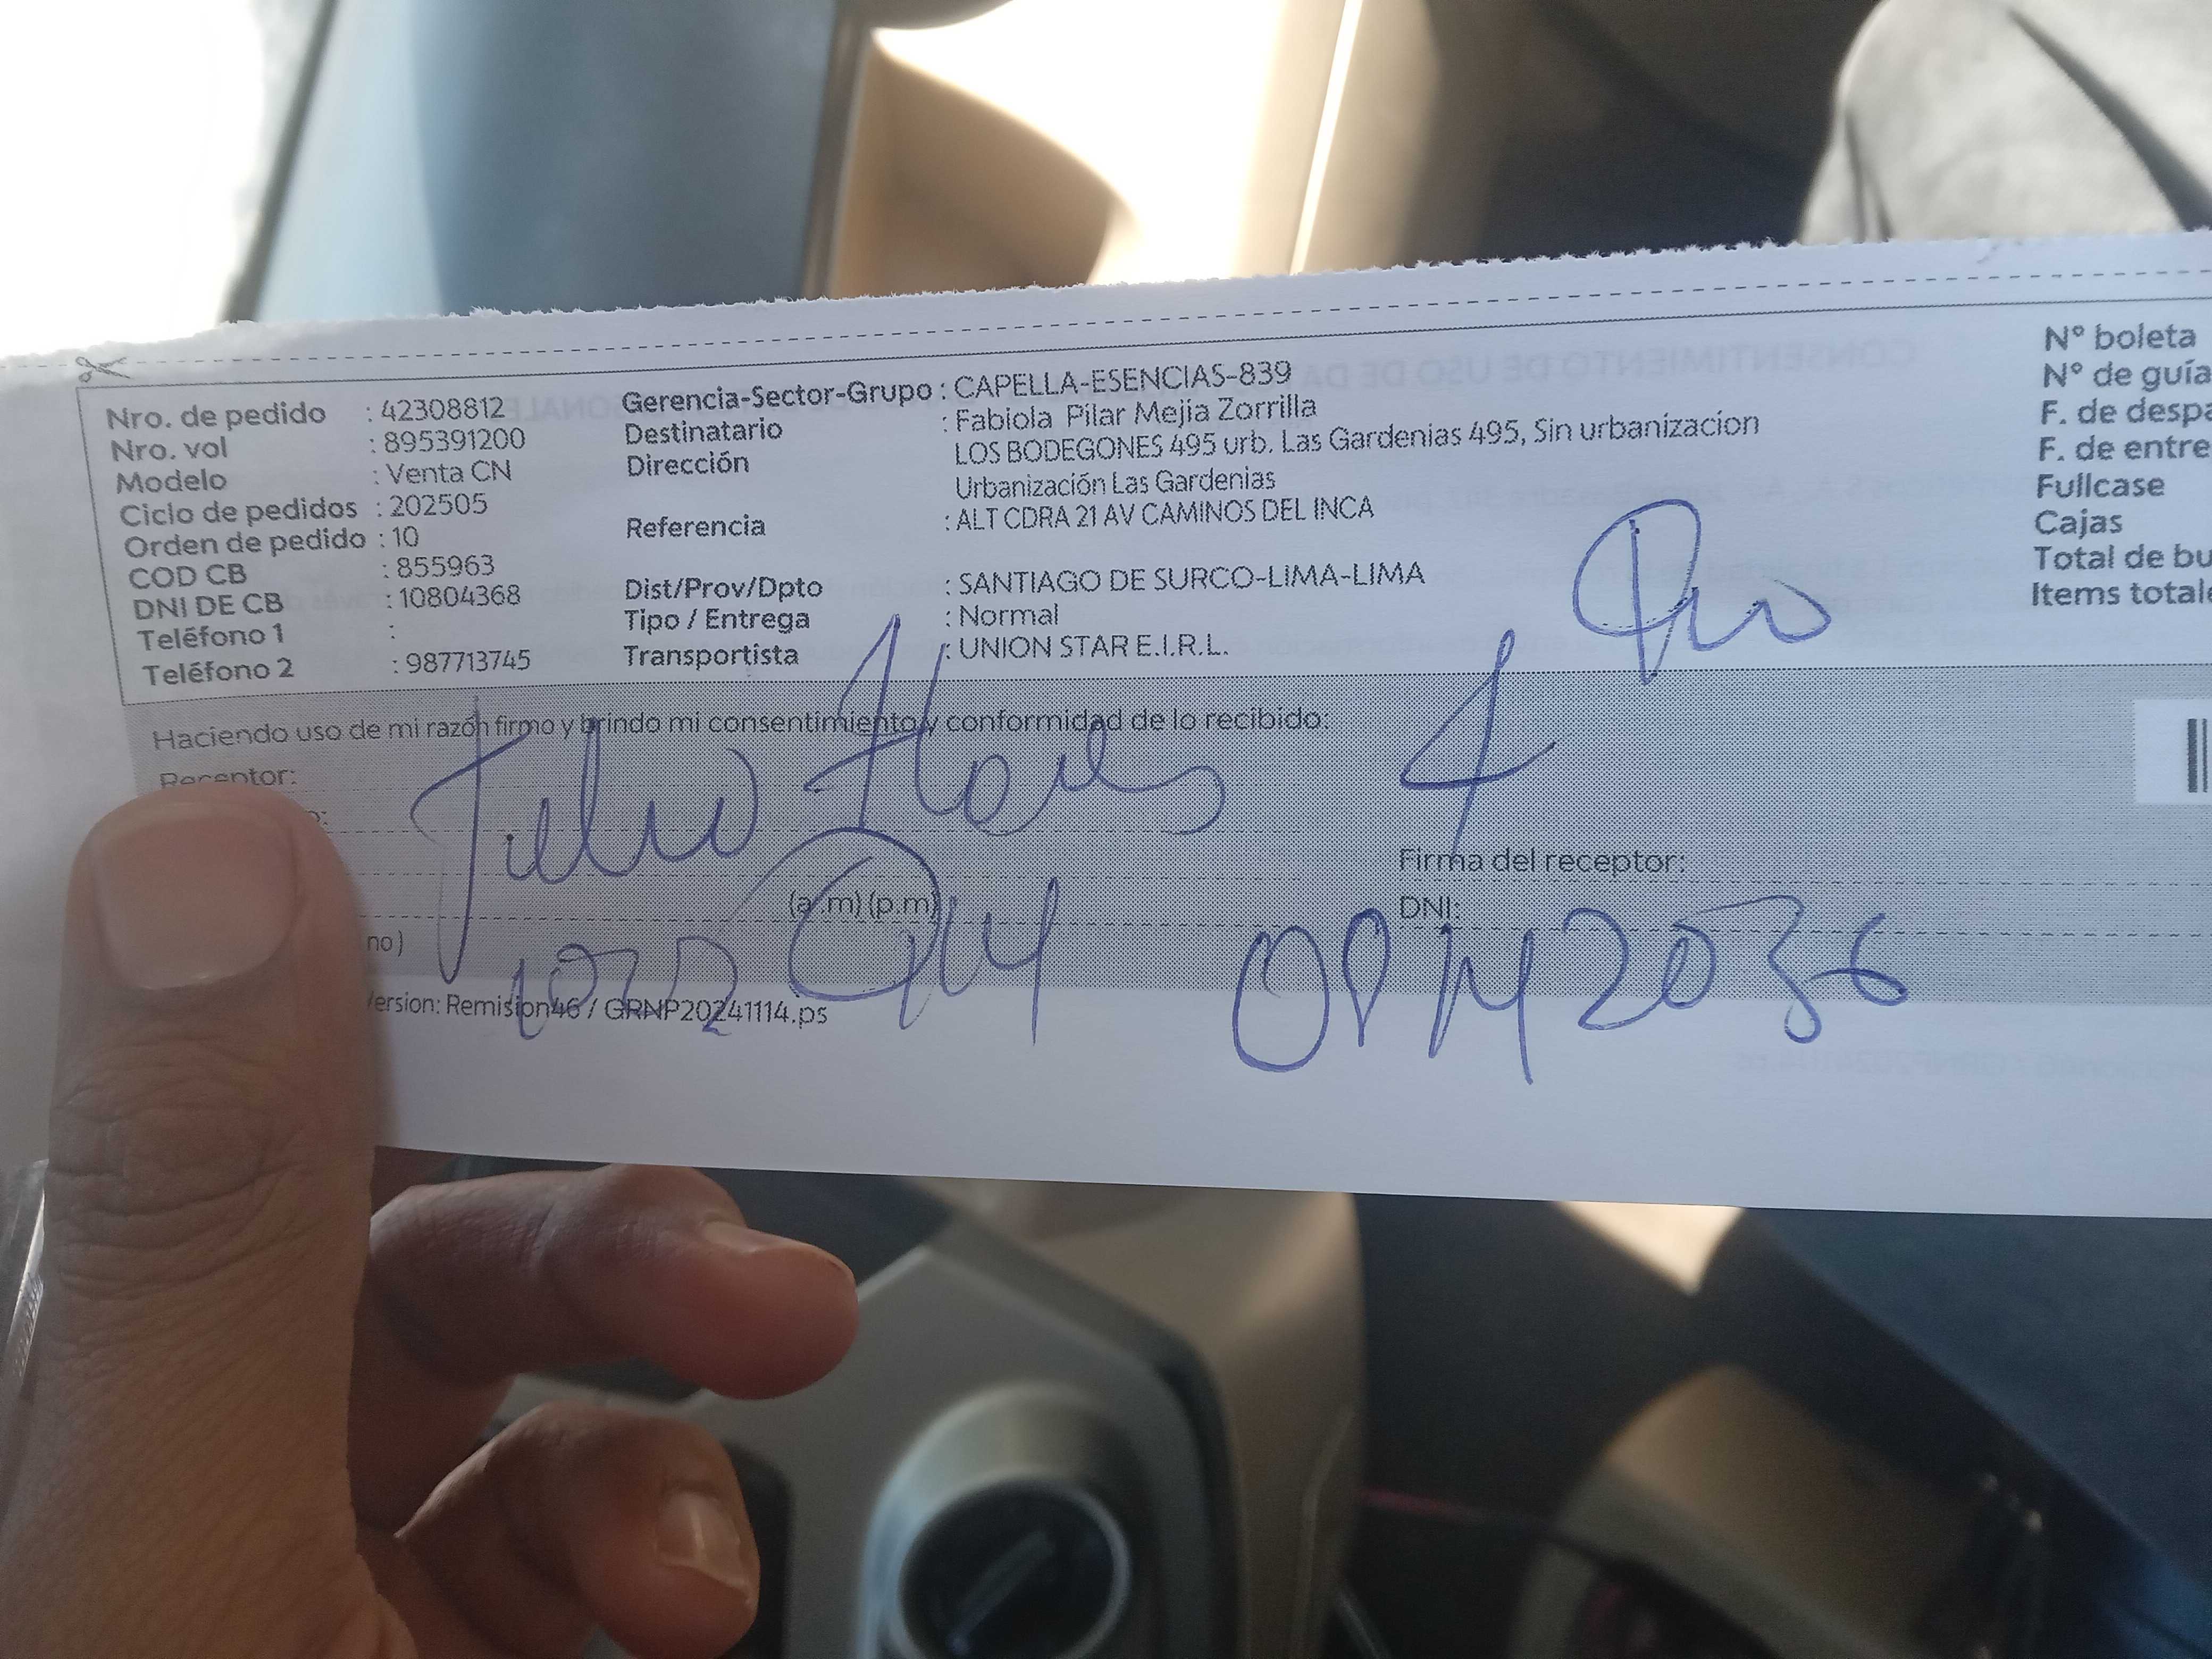 Nro. de pedido : 42308812
Nro. vol : 895391200
Modelo : Venta CN
Ciclo de pedidos : 202505
Orden de pedido : 10
COD CB : 855963
DNI DE CB : 10804368
Teléfono 1 :
Teléfono 2 : 987713745
Gerencia-Sector-Grupo : CAPELLA-ESENCIAS-839
Destinatario : Fabiola Pilar Mejia Zorrilla
Dirección LOS BODEGONES 495 urb. Las Gardenias 495, Sin urbanizacion
Urbanización Las Gardenias
Referencia : ALT CDRA 21 AV CAMINOS DEL INCA
Dist/Prov/Dpto : SANTIAGO DE SURCO-LIMA-LIMA
Tipo / Entrega : Normal
Transportista : UNION STAR E.I.R.L.
N° boleta
N° de guía
F. de despa
F. de entre
Fullcase
Cajas
Total de bu
Items totale
Haciendo uso de mi razón firmo y brindo mi consentimiento y conformidad de lo recibido:
Receptor:
Julio
Firma del receptor:
(a.m) (p.m)
DNI:
no)
ersion: Remision46 / GRNP20241114.ps